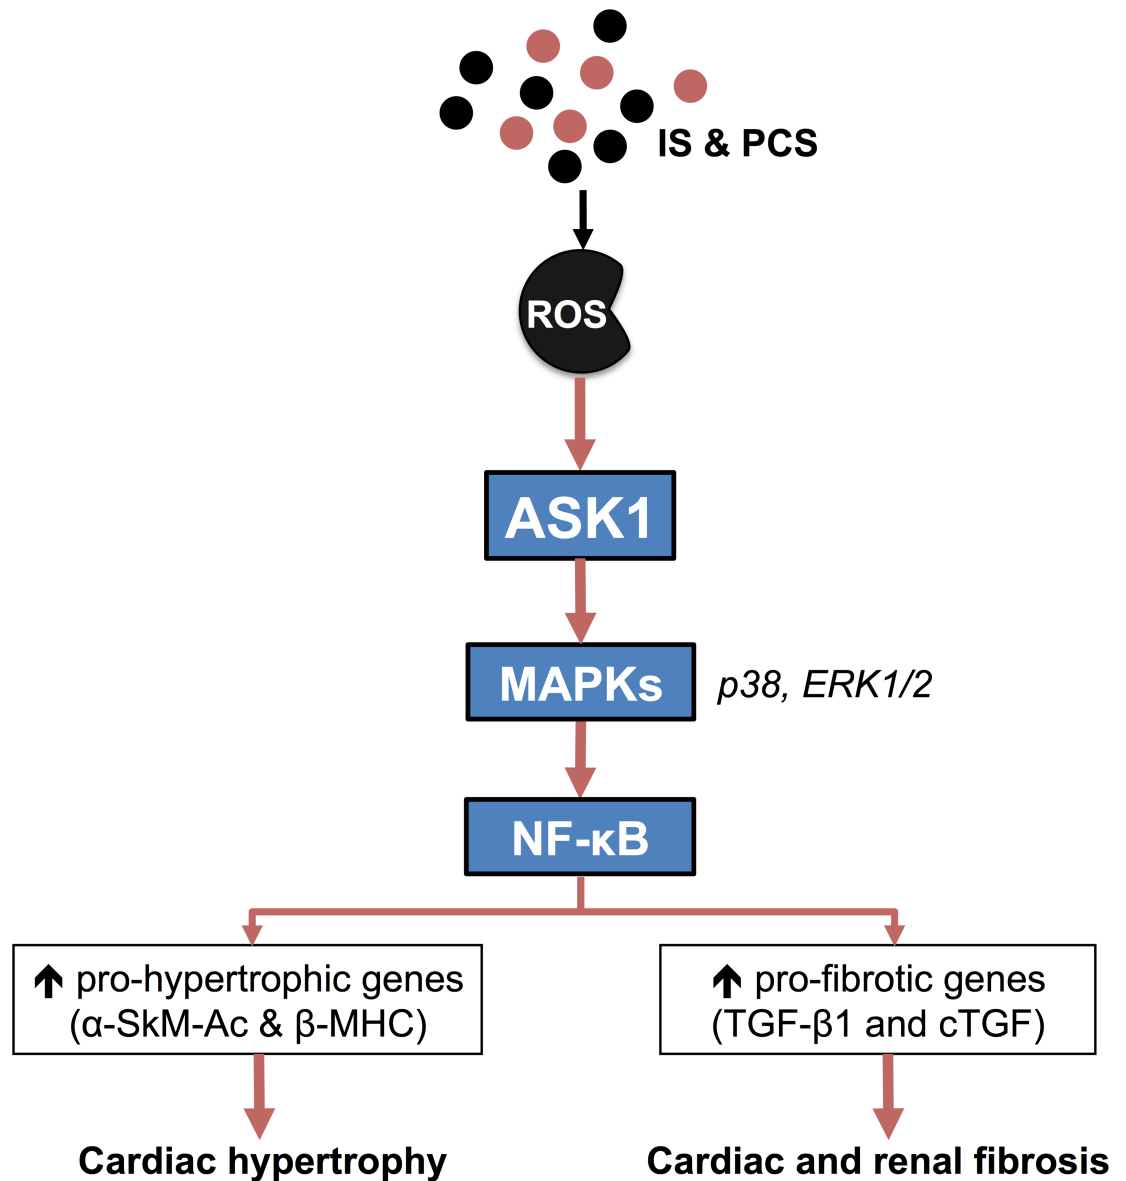 IS & PCS
ROS
ASK1
MAPKs
p38, ERK1/2
NF-κB
pro-hypertrophic genes
(α-SkM-Ac & β-MHC)
pro-fibrotic genes
(TGF-β1 and cTGF)
Cardiac hypertrophy
Cardiac and renal fibrosis